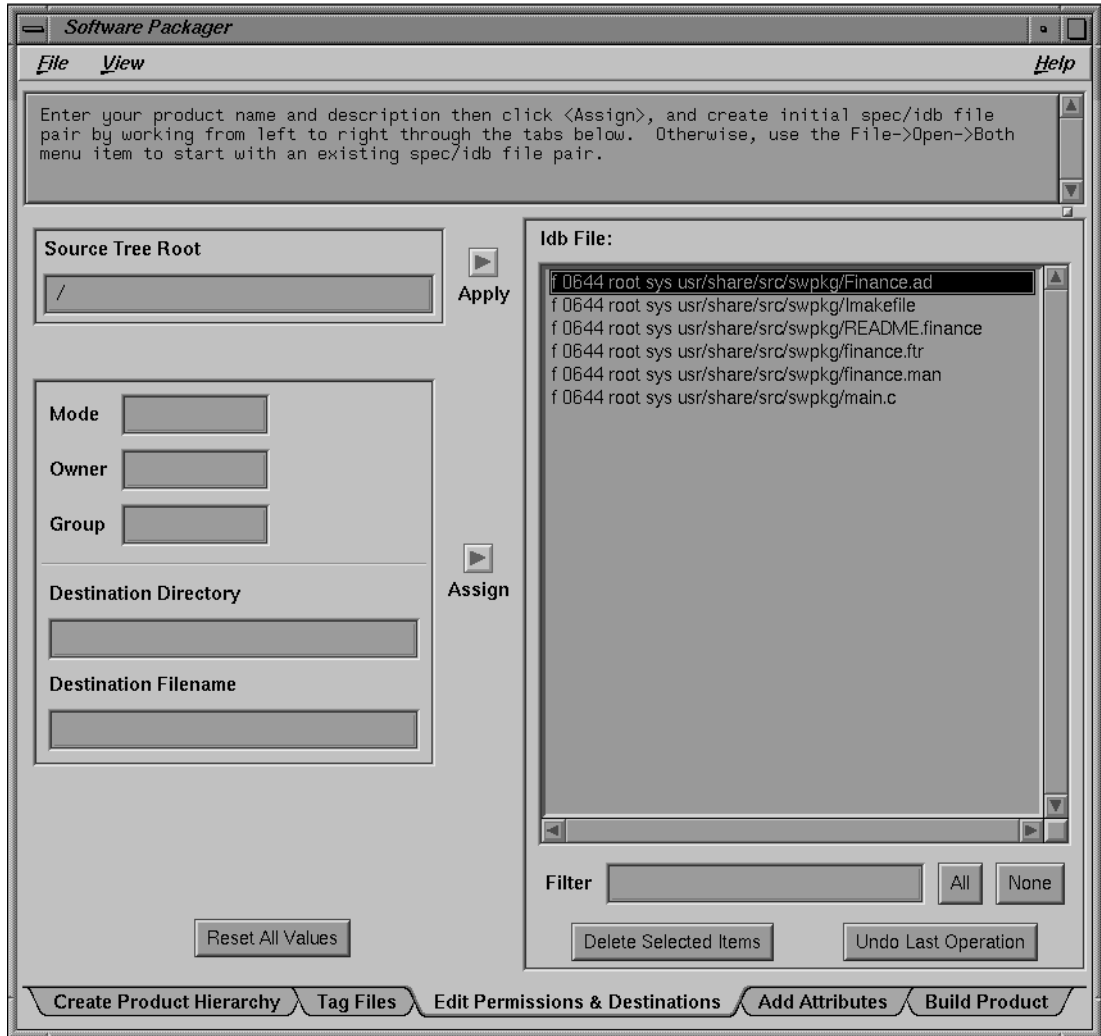 Software Packager
File View Help
Enter your product name and description then click <Assign>, and create initial spec/idb file
pair by working from left to right through the tabs below.  Otherwise, use the File->Open->Both
menu item to start with an existing spec/idb file pair.
Source Tree Root
/
Apply
Mode
Owner
Group
Destination Directory
Destination Filename
Assign
Reset All Values
Idb File:
f 0644 root sys usr/share/src/swpkg/Finance.ad
f 0644 root sys usr/share/src/swpkg/Imakefile
f 0644 root sys usr/share/src/swpkg/README.finance
f 0644 root sys usr/share/src/swpkg/finance.ftr
f 0644 root sys usr/share/src/swpkg/finance.man
f 0644 root sys usr/share/src/swpkg/main.c
Filter All None
Delete Selected Items Undo Last Operation
Create Product Hierarchy Tag Files Edit Permissions & Destinations Add Attributes Build Product